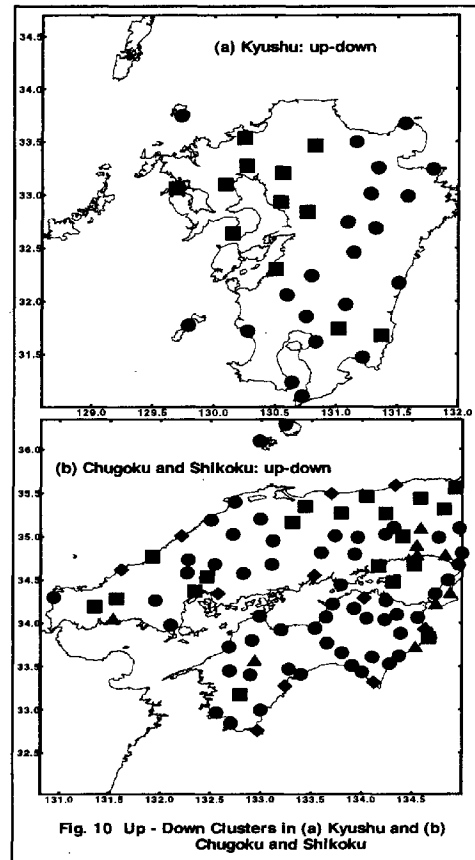 34.5
(a) Kyushu: up-down
34.0
33.5
33.0
32.5
32.0
31.5
129.0 129.5 130.0 130.5 131.0 131.5 132.0
36.0
(b) Chugoku and Shikoku: up-down
35.5
35.0
34.5
34.0
33.5
33.0
32.5
131.0 131.5 132.0 132.5 133.0 133.5 134.0 134.5
Fig. 10 Up - Down Clusters in (a) Kyushu and (b)
Chugoku and Shikoku